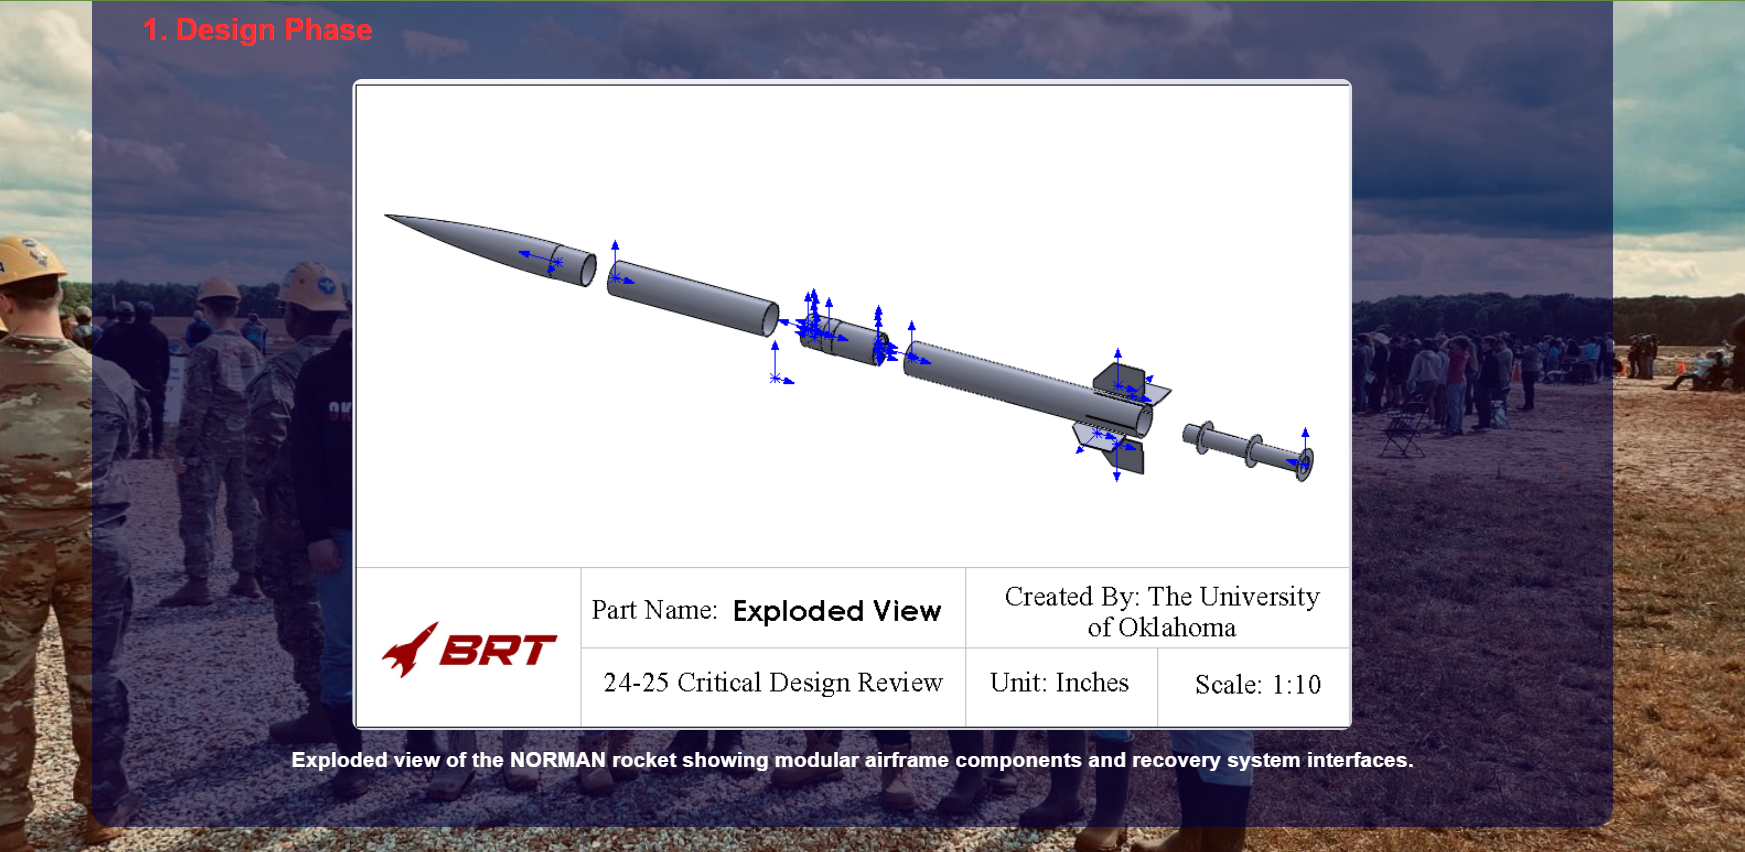 1. Design Phase
BRT
Part Name: Exploded View
Created By: The University
of Oklahoma
24-25 Critical Design Review
Unit: Inches
Scale: 1:10
Exploded view of the NORMAN rocket showing modular airframe components and recovery system interfaces.